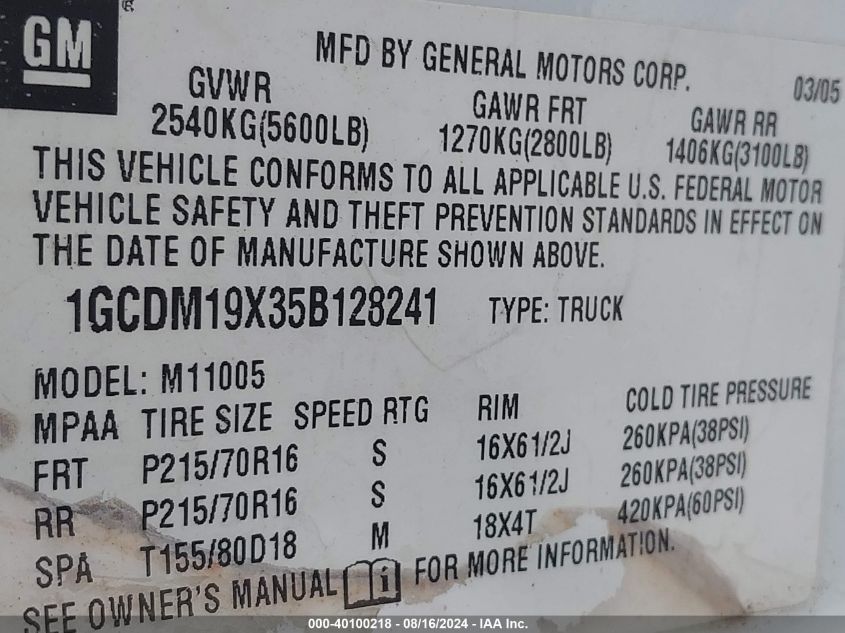 GM ®
MFD BY GENERAL MOTORS CORP.
03/05
GVWR GAWR FRT GAWR RR
2540KG(5600LB) 1270KG(2800LB) 1406KG(3100LB)
THIS VEHICLE CONFORMS TO ALL APPLICABLE U.S. FEDERAL MOTOR
VEHICLE SAFETY AND THEFT PREVENTION STANDARDS IN EFFECT ON
THE DATE OF MANUFACTURE SHOWN ABOVE.
1GCDM19X35B128241 TYPE: TRUCK
MODEL: M11005
MPAA TIRE SIZE SPEED RTG RIM COLD TIRE PRESSURE
FRT P215/70R16 S 16X61/2J 260KPA(38PSI)
RR P215/70R16 S 16X61/2J 260KPA(38PSI)
SPA T155/80D18 M 18X4T 420KPA(60PSI)
SEE OWNER'S MANUAL i FOR MORE INFORMATION.
000-40100218 - 08/16/2024 - IAA Inc.